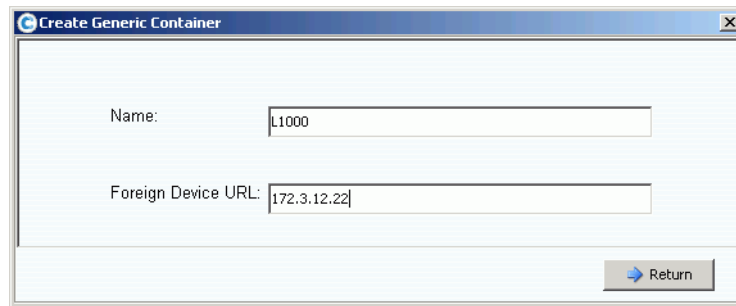 Create Generic Container
Name:
L1000
Foreign Device URL:
172.3.12.22
Return